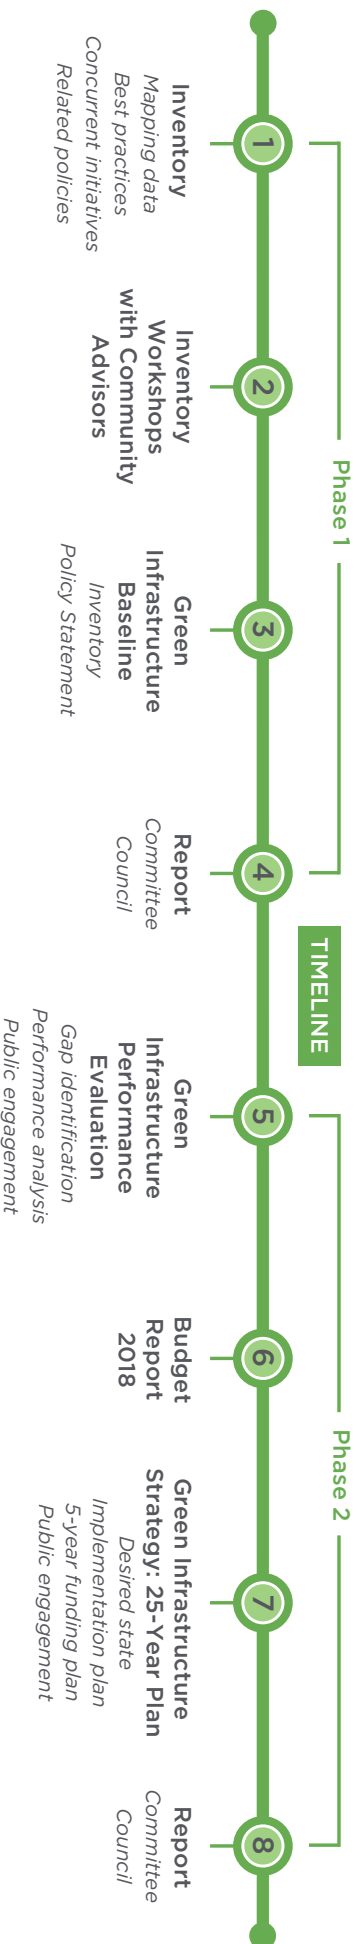 TIMELINE
Phase 1
1
Inventory
Mapping data
Best practices
Concurrent initiatives
Related policies
2
Inventory
Workshops
with Community
Advisors
3
Green
Infrastructure
Baseline
Inventory
Policy Statement
4
Report
Committee
Council
Phase 2
5
Green
Infrastructure
Performance
Evaluation
Gap identification
Performance analysis
Public engagement
6
Budget
Report
2018
7
Green Infrastructure
Strategy: 25-Year Plan
Desired state
Implementation plan
5-year funding plan
Public engagement
8
Report
Committee
Council